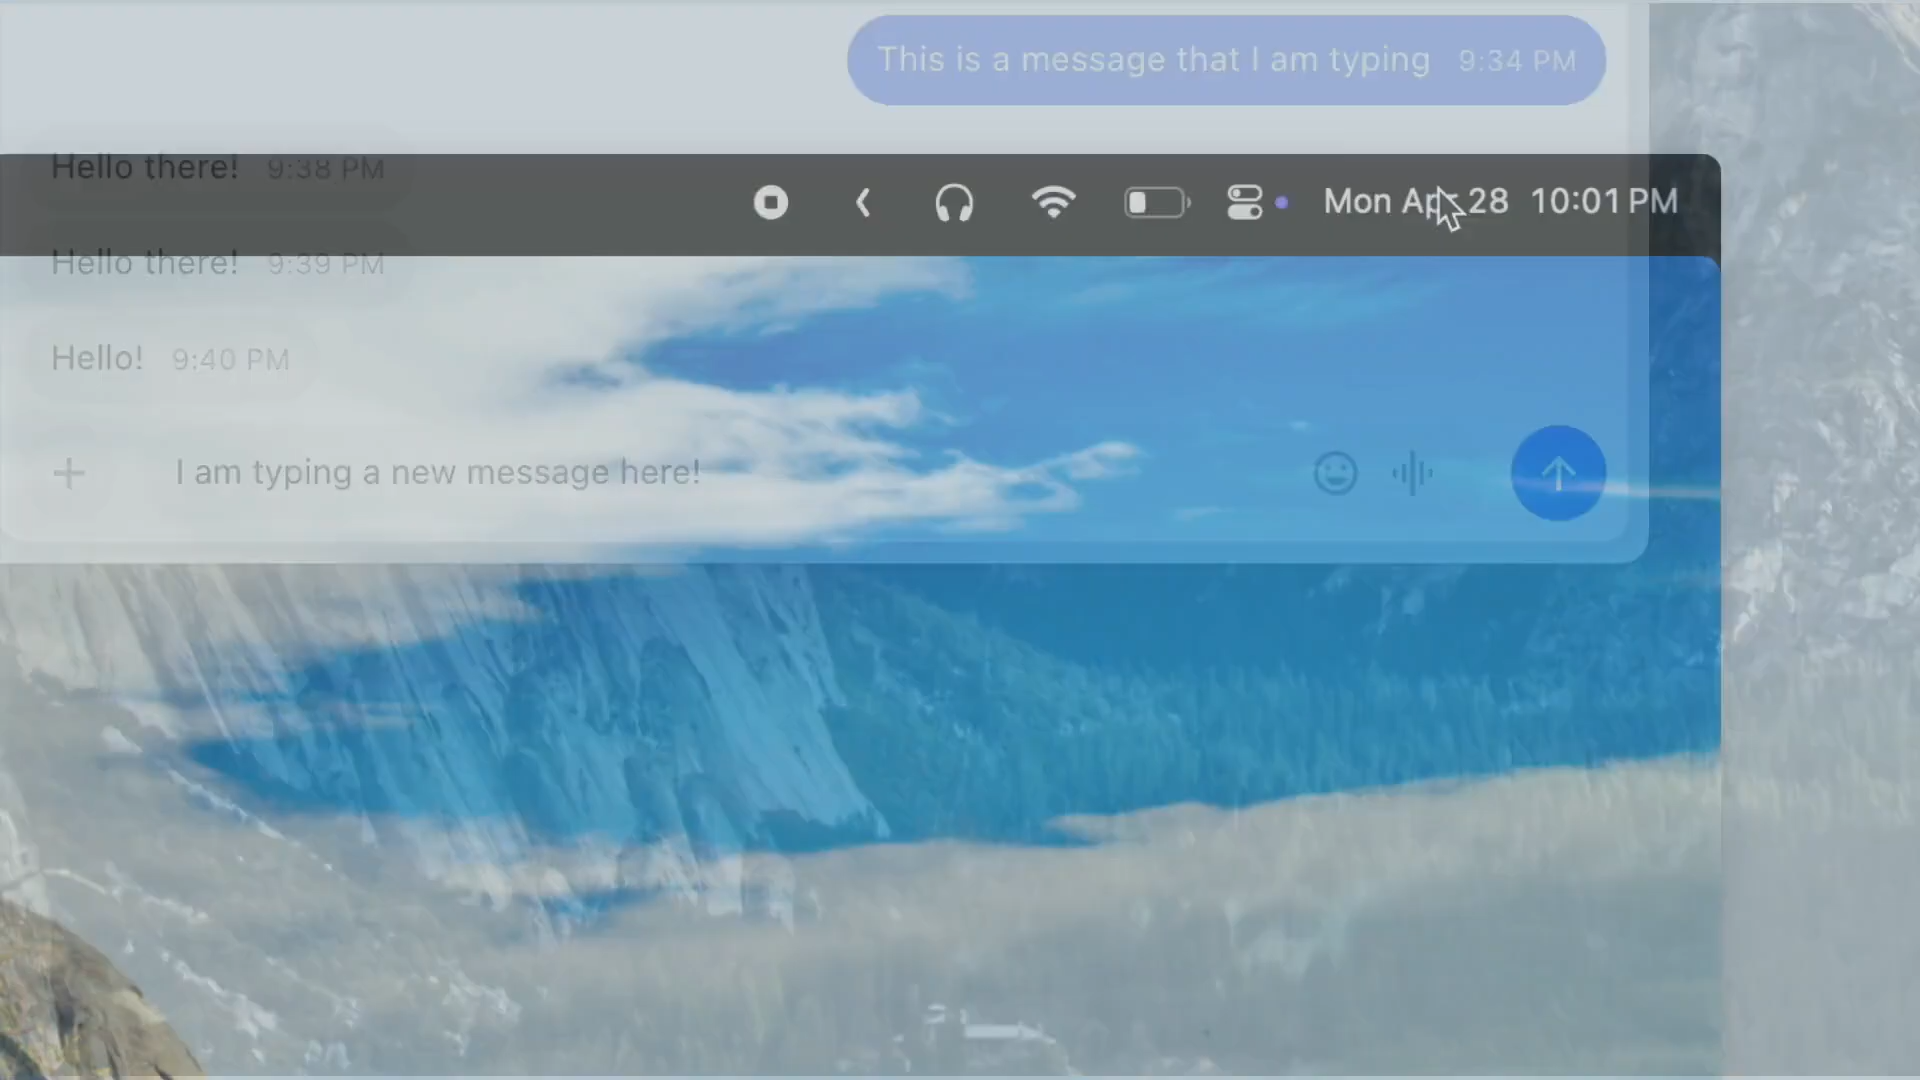 This is a message that I am typing 9:34 PM
Hello there! 9:38 PM
Mon Apr 28 10:01 PM
Hello there! 9:39 PM
Hello! 9:40 PM
I am typing a new message here!